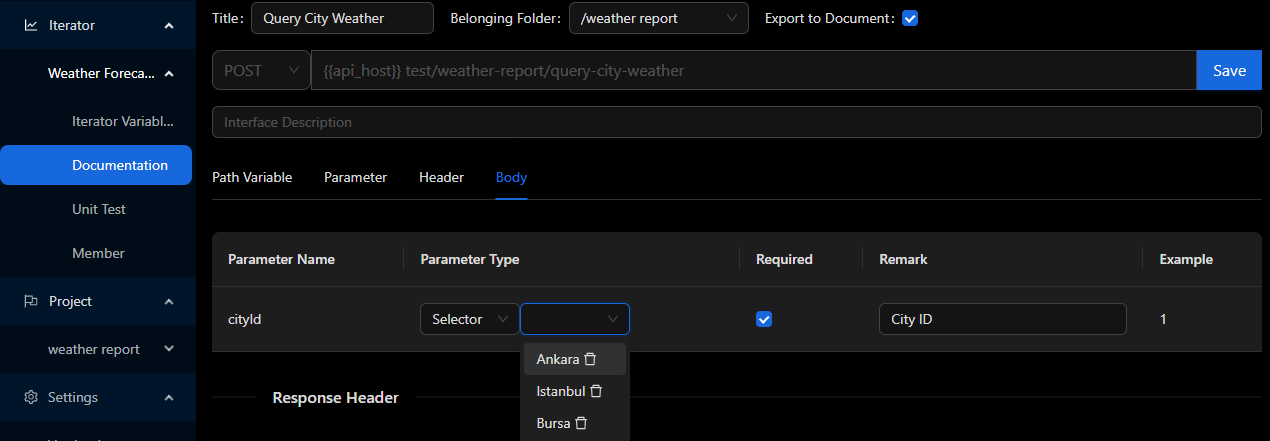 Iterator
Title: Query City Weather Belonging Folder: /weather report Export to Document:
Weather Foreca...
POST {{api_host}} test/weather-report/query-city-weather Save
Iterator Variabl...
Interface Description
Documentation
Path Variable Parameter Header Body
Unit Test
Member
Parameter Name Parameter Type Required Remark Example
Project
cityId Selector City ID 1
weather report
Ankara
Istanbul
Settings
Response Header
Bursa